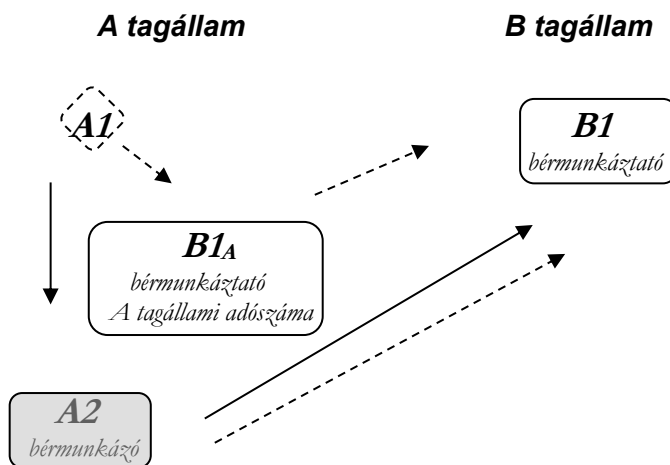 A tagállam
B tagállam
A1
B1
bérmunkáztató
B1A
bérmunkáztató
A tagállami adószáma
A2
bérmunkázó